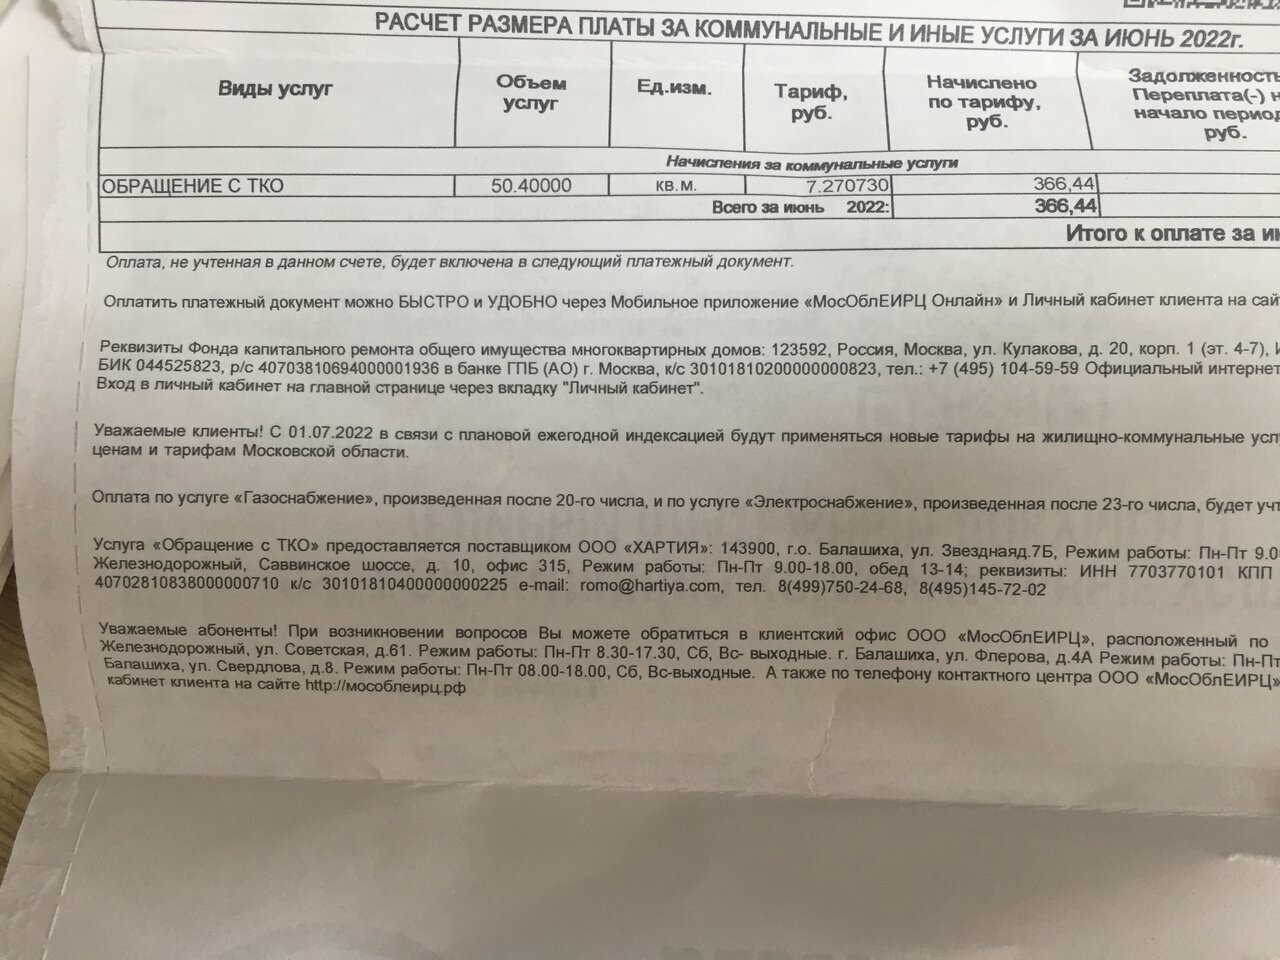 РАСЧЕТ РАЗМЕРА ПЛАТЫ ЗА КОММУНАЛЬНЫЕ И ИНЫЕ УСЛУГИ ЗА ИЮНЬ 2022г.
Виды услуг
Объем услуг
Ед.изм.
Тариф, руб.
Начислено по тарифу, руб.
Задолженность Переплата(-) начало период руб.
Начисления за коммунальные услуги
ОБРАЩЕНИЕ С ТКО 50.40000 кв.м. 7.270730 366,44
Всего за июнь 2022: 366,44
Итого к оплате за
Оплата, не учтенная в данном счете, будет включена в следующий платежный документ.
Оплатить платежный документ можно БЫСТРО и УДОБНО через Мобильное приложение «МосОблЕИРЦ Онлайн» и Личный кабинет клиента на
Реквизиты Фонда капитального ремонта общего имущества многоквартирных домов: 123592, Россия, Москва, ул. Кулакова, д. 20, корп. 1 (эт. 4-7),
БИК 044525823, р/с 40703810694000001936 в банке ГПБ (АО) г. Москва, к/с 30101810200000000823, тел.: +7 (495) 104-59-59 Официальный интернет
Вход в личный кабинет на главной странице через вкладку "Личный кабинет".
Уважаемые клиенты! С 01.07.2022 в связи с плановой ежегодной индексацией будут применяться новые тарифы на жилищно-коммунальные усл
ценам и тарифам Московской области.
Оплата по услуге «Газоснабжение», произведенная после 20-го числа, и по услуге «Электроснабжение», произведенная после 23-го числа, будет учт
Услуга «Обращение с ТКО» предоставляется поставщиком ООО «ХАРТИЯ»: 143900, г.о. Балашиха, ул. Звезднаяд.7Б, Режим работы: Пн-Пт 9.0
Железнодорожный, Саввинское шоссе, д. 10, офис 315, Режим работы: Пн-Пт 9.00-18.00, обед 13-14; реквизиты: ИНН 7703770101 КПП
40702810838000000710 к/с 30101810400000000225 e-mail: romo@hartiya.com, тел. 8(499)750-24-68, 8(495)145-72-02
Уважаемые абоненты! При возникновении вопросов Вы можете обратиться в клиентский офис ООО «МосОблЕИРЦ», расположенный по
Железнодорожный, ул. Советская, д.61. Режим работы: Пн-Пт 8.30-17.30, Сб, Вс- выходные. г. Балашиха, ул. Флерова, д.4А Режим работы: Пн-Пт
Балашиха, ул. Свердлова, д.8. Режим работы: Пн-Пт 08.00-18.00, Сб, Вс-выходные. А также по телефону контактного центра ООО «МосОблЕИРЦ»
кабинет клиента на сайте http://мособлеирц.рф